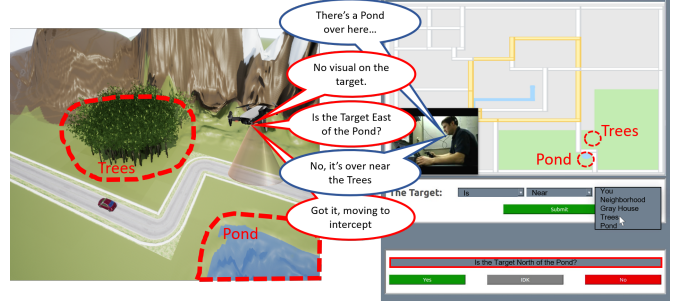 There's a Pond
over here...
No visual on the
target.
Is the Target East
of the Pond?
No, it's over near
the Trees
Got it, moving to
intercept
Trees
Pond
Trees
Pond
The Target:
Is
Near
You
Neighborhood
Gray House
Trees
Pond
Submit
Is the Target North of the Pond?
Yes
IDK
No